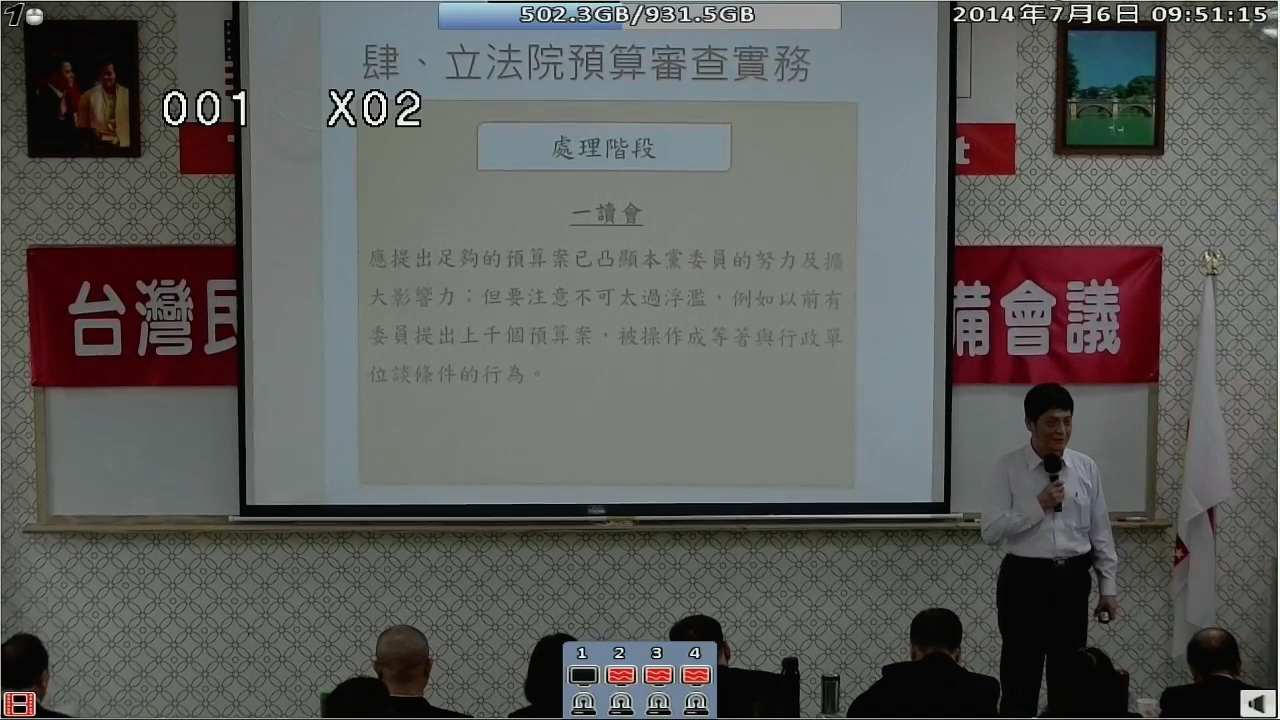 502.3GB/931.5GB
2014年7月6日 09:51:15
肆、立法院預算審查實務
001 X02
處理階段
一讀會
應提出足夠的預算案已凸顯本黨委員的努力及擴
大影響力；但要注意不可太過浮濫，例如以前有
委員提出上千個預算案，被操作成等著與行政單
位談條件的行為。
t
台灣民
備會議
1 2 3 4